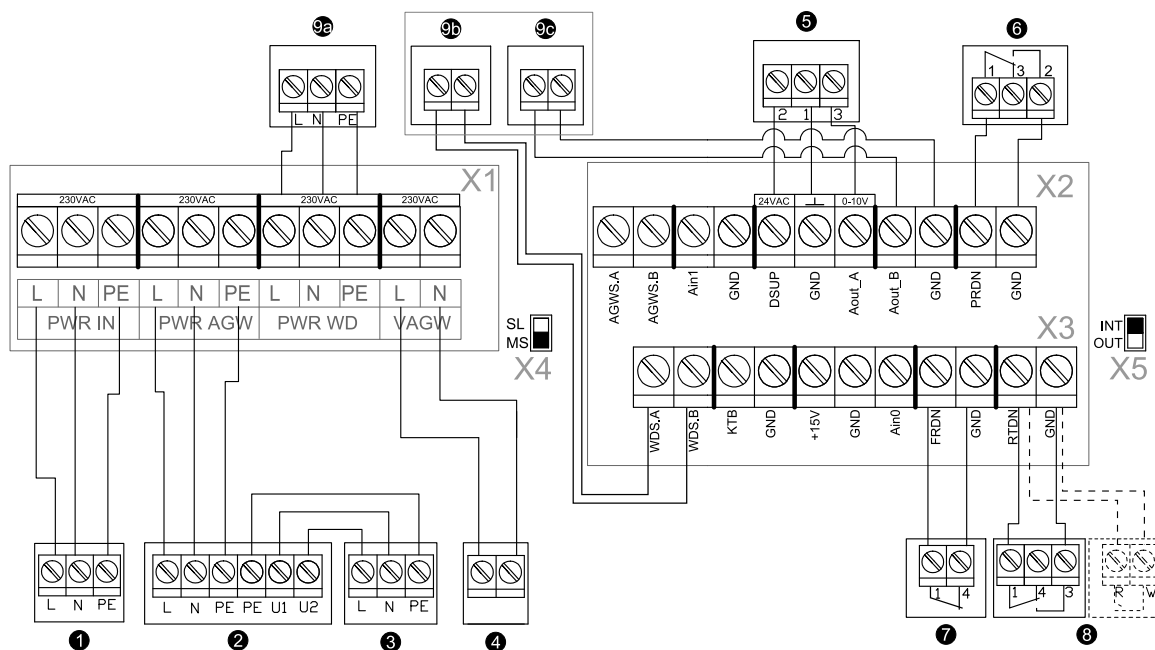 9a
9b
9c
5
6
L N PE
2 1 3
1 3 2
X1
X2
230VAC 230VAC 230VAC 230VAC
24VAC 0-10V
AGWS.A AGWS.B Ain1 GND DSUP GND Aout_A Aout_B GND PRDN GND
L N PE L N PE L N PE L N
PWR IN PWR AGW PWR WD VAGW
SL
MS
X4
X3
INT
OUT
X5
WDS.A WDS.B KTB GND +15V GND Ain0 FRDN GND RTDN GND
L N PE
L N PE PE U1 U2
L N PE
1 4
1 4 3
R W
1
2
3
4
7
8